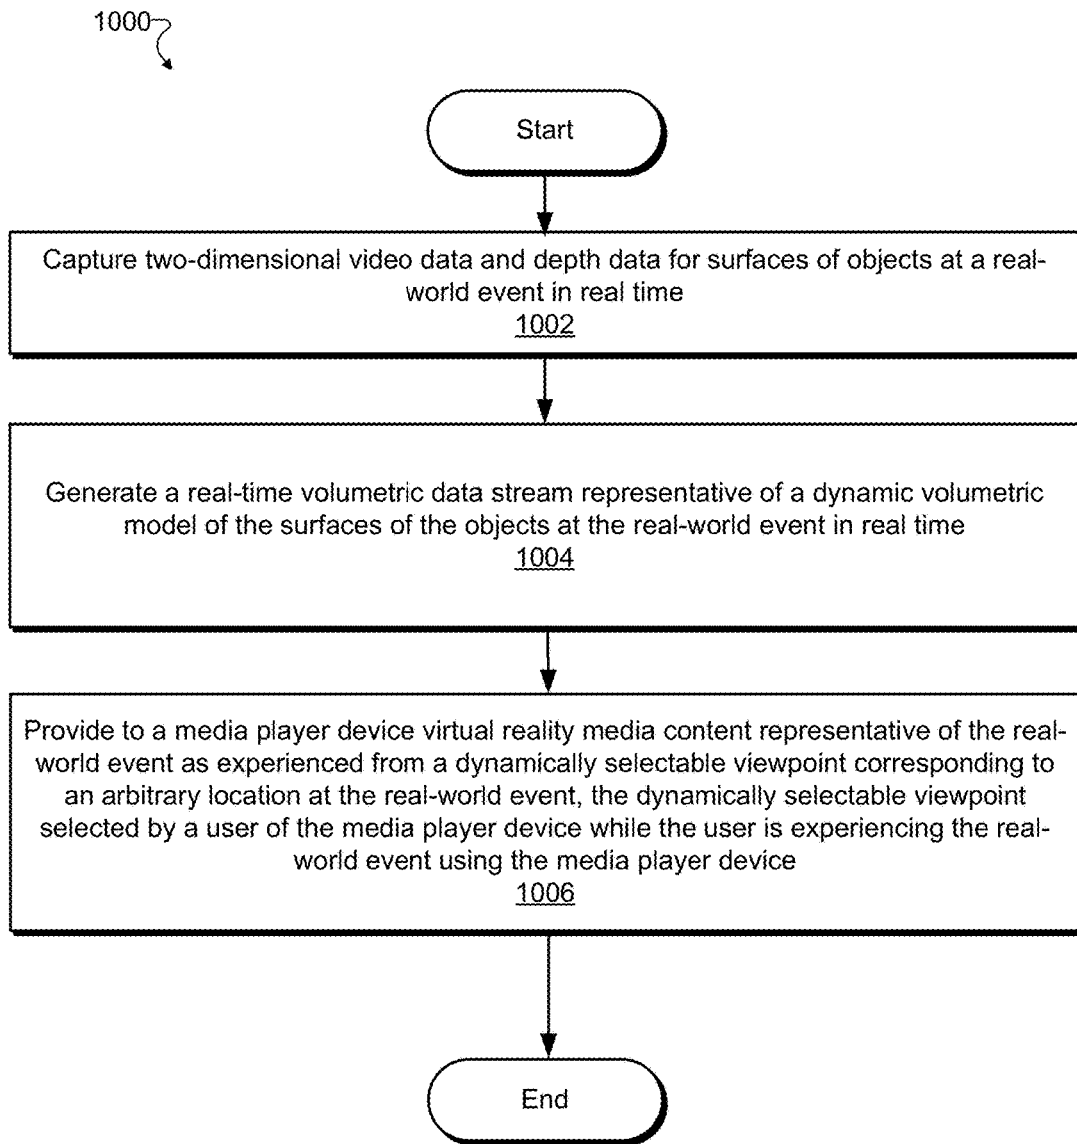 1000
Start
Capture two-dimensional video data and depth data for surfaces of objects at a real-
world event in real time
1002
Generate a real-time volumetric data stream representative of a dynamic volumetric
model of the surfaces of the objects at the real-world event in real time
1004
Provide to a media player device virtual reality media content representative of the real-
world event as experienced from a dynamically selectable viewpoint corresponding to
an arbitrary location at the real-world event, the dynamically selectable viewpoint
selected by a user of the media player device while the user is experiencing the real-
world event using the media player device
1006
End